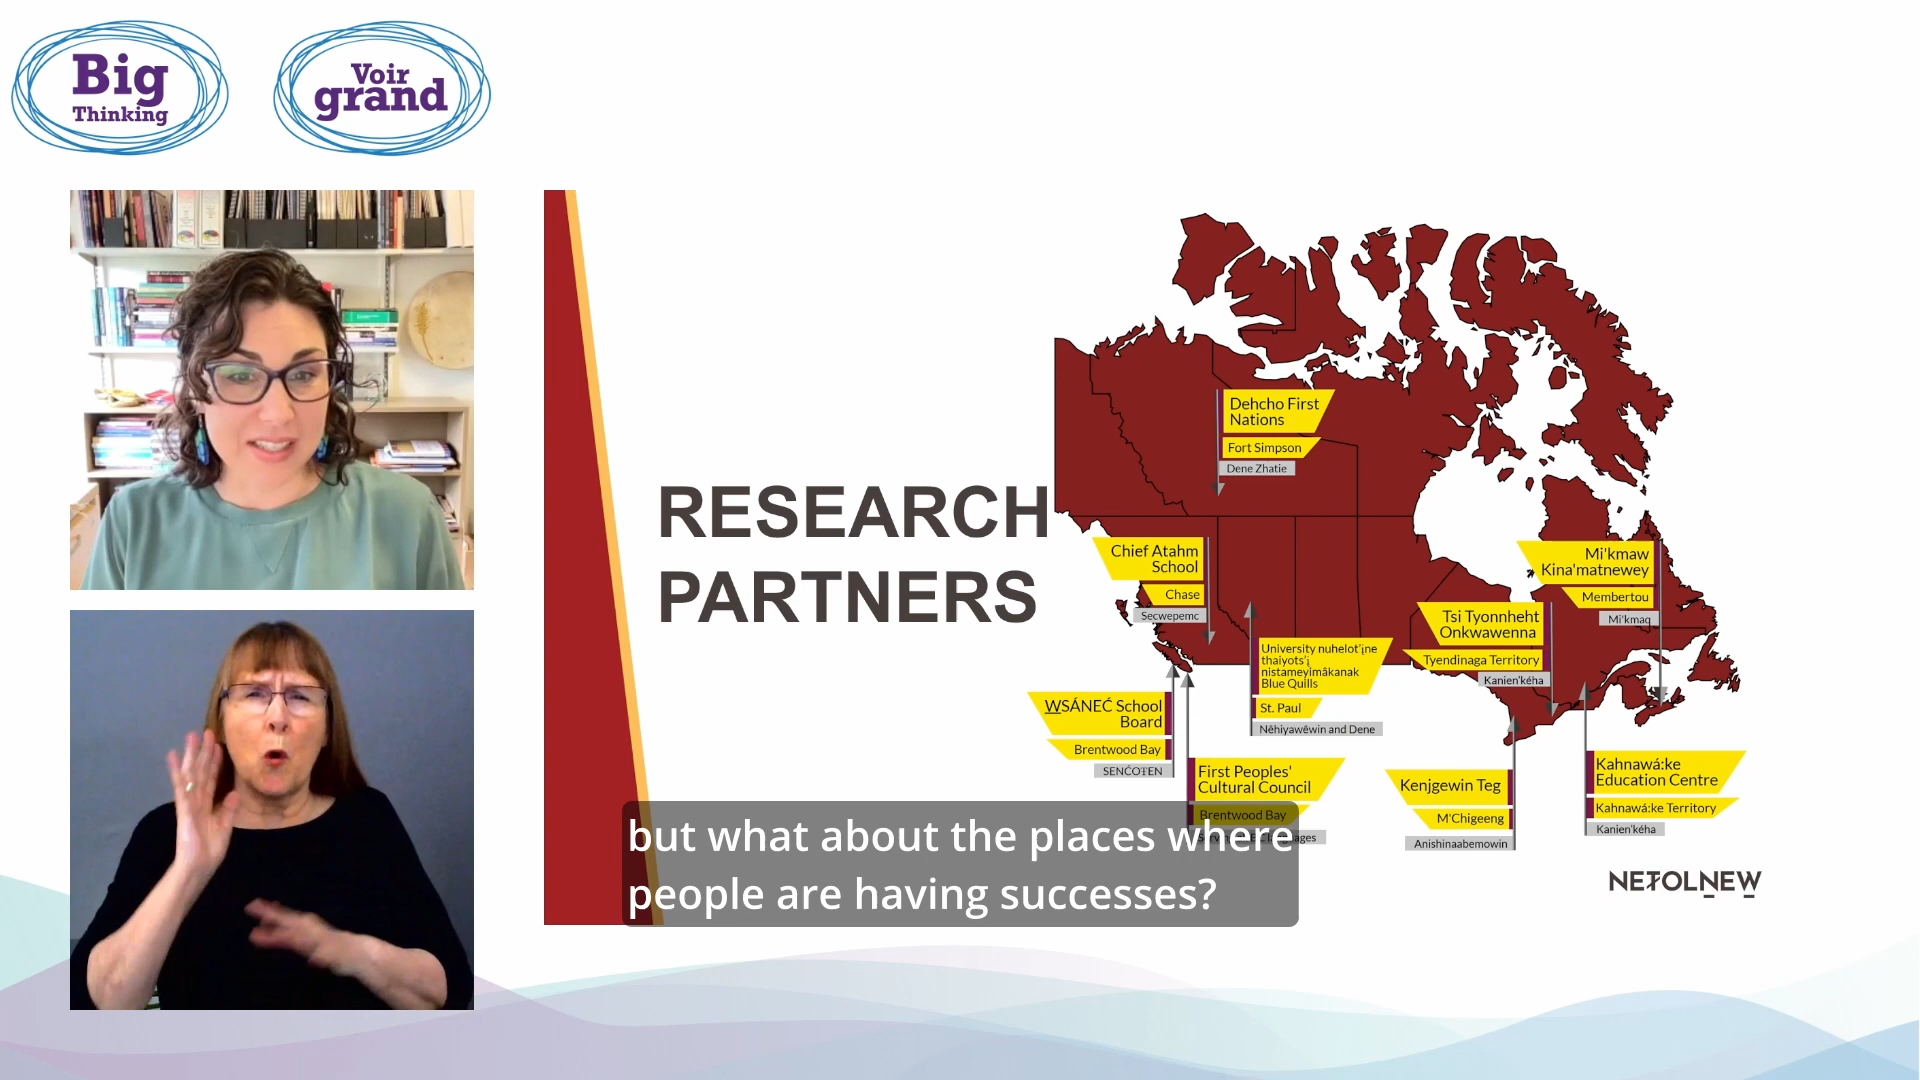 Big
Thinking
Voir
grand
RESEARCH
PARTNERS
Dehcho First
Nations
Fort Simpson
Dene Zhatie
Chief Atahm
School
Chase
Secwepemc
Mi'kmaw
Kina'matnewey
Membertou
Mi'kmaq
Tsi Tyonnheht
Onkwawenna
Tyendinaga Territory
Kanien'kéha
University nuhelot'įne
thaiyots'į
nistameyimâkanak
Blue Quills
St. Paul
Nêhiyawêwin and Dene
W̱SÁNEĆ School
Board
Brentwood Bay
SENĆOŦEN
First Peoples'
Cultural Council
Brentwood Bay
Kenjgewin Teg
M'Chigeeng
Anishinaabemowin
Kahnawá:ke
Education Centre
Kahnawá:ke Territory
Kanien'kéha
NEȾOLṈEW̱
but what about the places where
people are having successes?